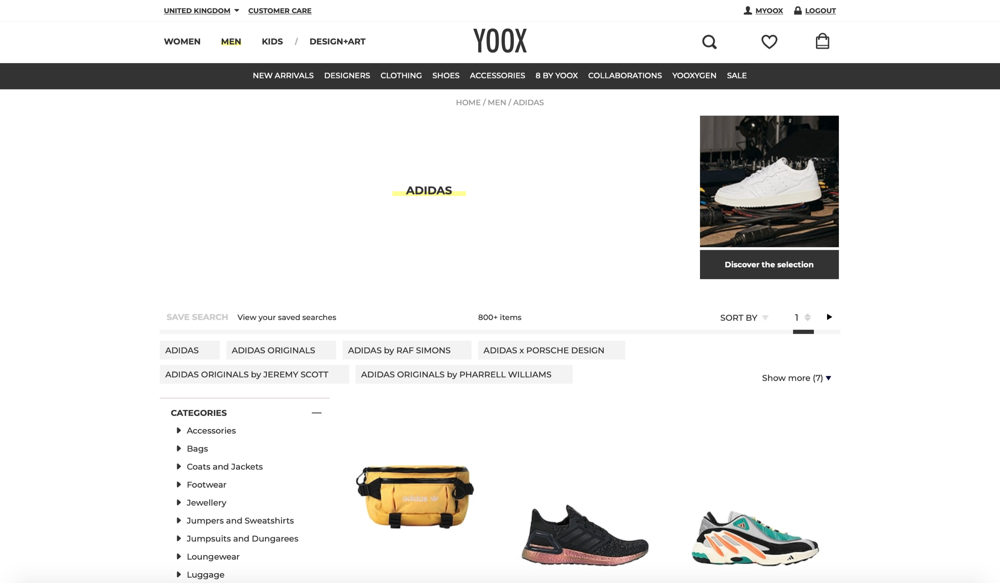 UNITED KINGDOM CUSTOMER CARE MYOOX LOGOUT
WOMEN MEN KIDS / DESIGN+ART YOOX
NEW ARRIVALS DESIGNERS CLOTHING SHOES ACCESSORIES 8 BY YOOX COLLABORATIONS YOOXYGEN SALE
HOME / MEN / ADIDAS
ADIDAS
Discover the selection
SAVE SEARCH View your saved searches 800+ items SORT BY 1
ADIDAS ADIDAS ORIGINALS ADIDAS by RAF SIMONS ADIDAS x PORSCHE DESIGN
ADIDAS ORIGINALS by JEREMY SCOTT ADIDAS ORIGINALS by PHARRELL WILLIAMS
Show more (7)
CATEGORIES
Accessories
Bags
Coats and Jackets
Footwear
Jewellery
Jumpers and Sweatshirts
Jumpsuits and Dungarees
Loungewear
Luggage
adidas